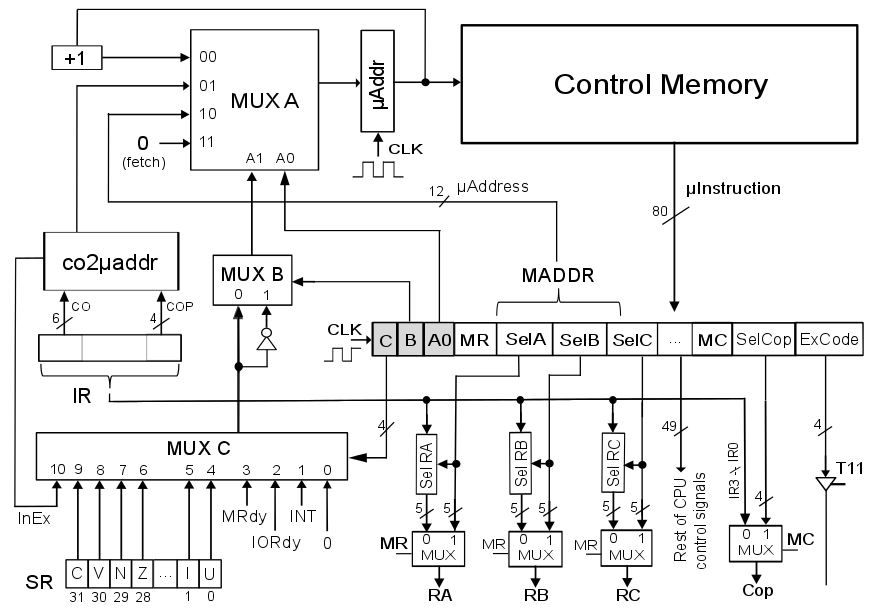 +1
00
01
10
11
MUX A
A1 A0
0
(fetch)
µAddr
CLK
Control Memory
12
µAddress
80
µInstruction
co2µaddr
6
CO
4
COP
MUX B
0 1
MADDR
CLK
C B A0 MR SelA SelB SelC ... MC SelCop ExCode
IR
4
MUX C
10 9 8 7 6 5 4 3 2 1 0
InEx
MRdy
INT
IORdy
0
SR
C V N Z ... I U
31 30 29 28 1 0
Sel RA
Sel RB
Sel RC
5 5
5 5
5 5
49
Rest of CPU
control signals
IR3 - IR0
4
4
T11
MR
0 1
MUX
RA
MR
0 1
MUX
RB
MR
0 1
MUX
RC
0 1
MUX
MC
Cop